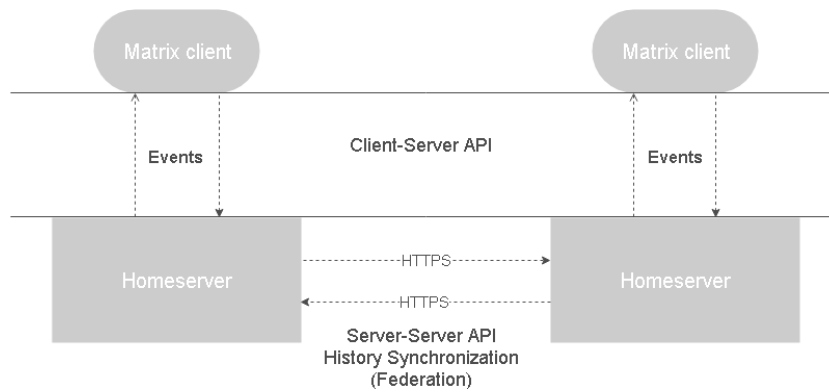 Matrix client
Matrix client
Events
Client-Server API
Events
Homeserver
HTTPS
Homeserver
HTTPS
Server-Server API
History Synchronization
(Federation)